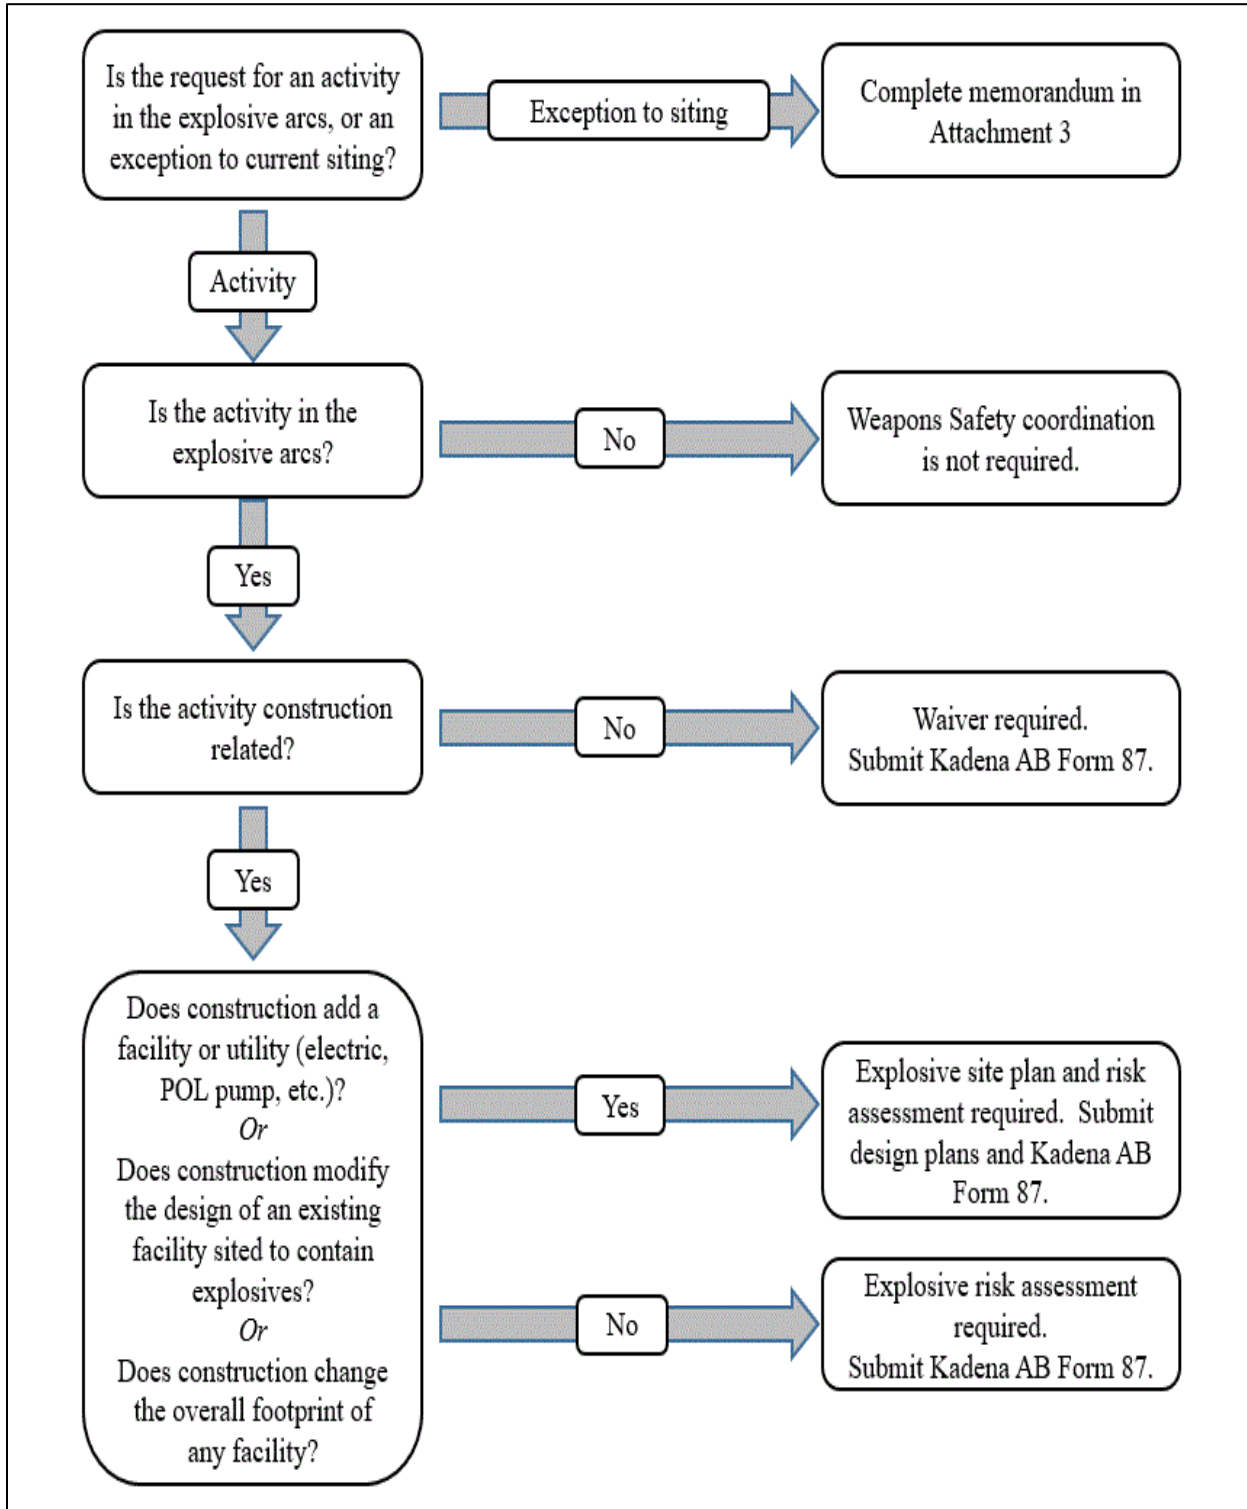 Is the request for an activity
in the explosive arcs, or an
exception to current siting?
Exception to siting
Complete memorandum in
Attachment 3
Activity
Is the activity in the
explosive arcs?
No
Weapons Safety coordination
is not required.
Yes
Is the activity construction
related?
No
Waiver required.
Submit Kadena AB Form 87.
Yes
Does construction add a
facility or utility (electric,
POL pump, etc.)?
Or
Does construction modify
the design of an existing
facility sited to contain
explosives?
Or
Does construction change
the overall footprint of
any facility?
Yes
Explosive site plan and risk
assessment required.  Submit
design plans and Kadena AB
Form 87.
No
Explosive risk assessment
required.
Submit Kadena AB Form 87.